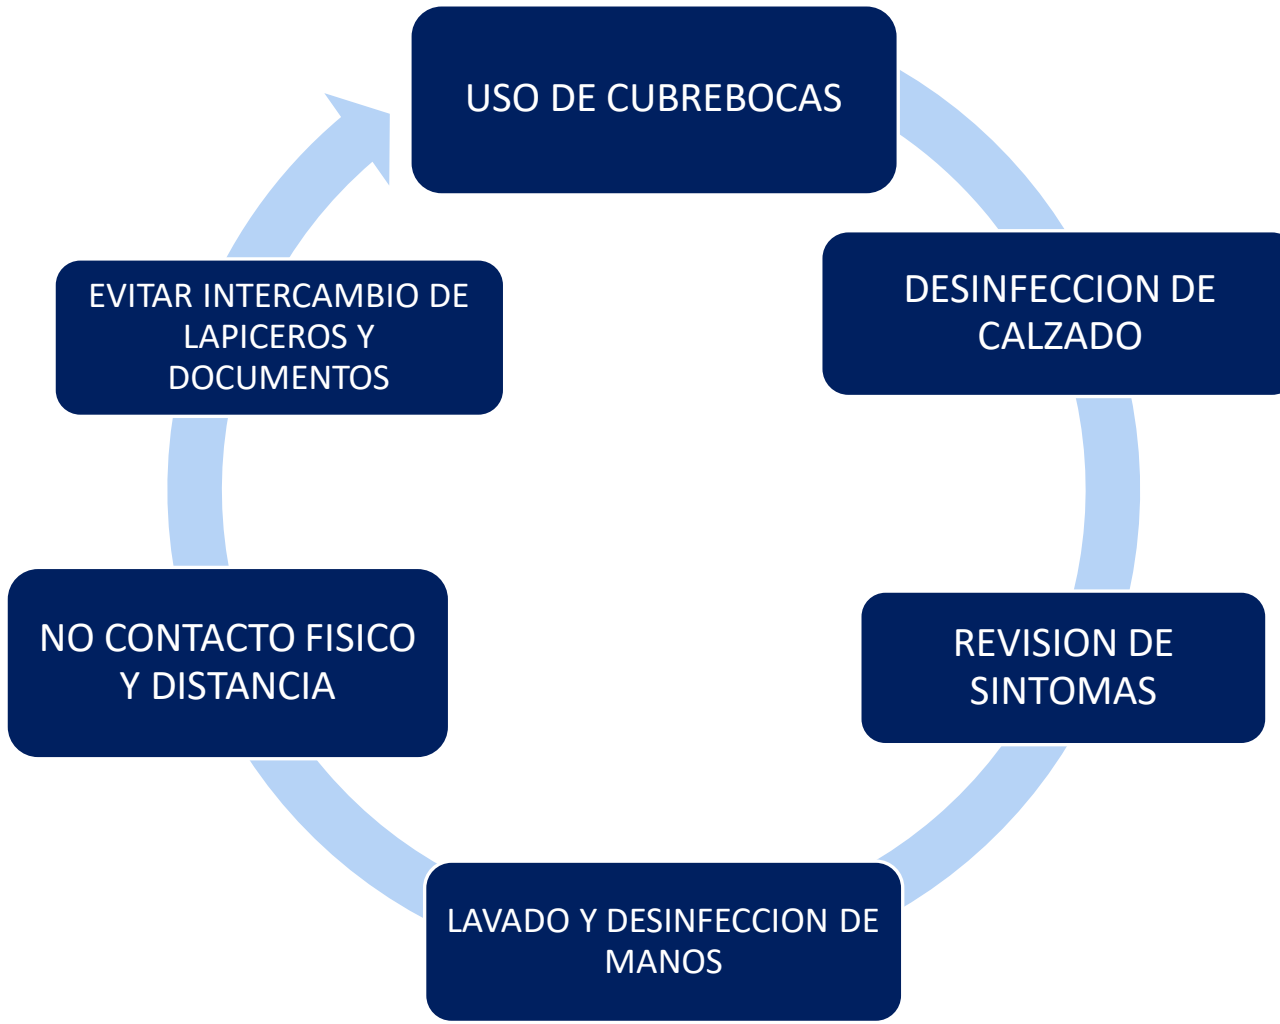 USO DE CUBREBOCAS
DESINFECCION DE
CALZADO
REVISION DE
SINTOMAS
LAVADO Y DESINFECCION DE
MANOS
NO CONTACTO FISICO
Y DISTANCIA
EVITAR INTERCAMBIO DE
LAPICEROS Y
DOCUMENTOS